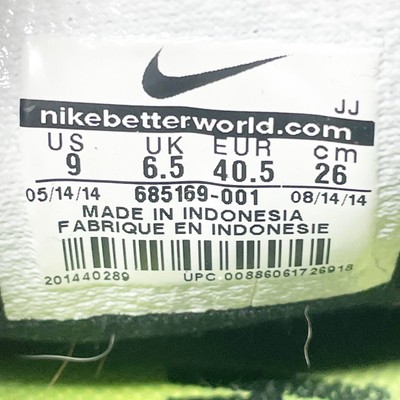 JJ
nikebetterworld.com
US UK EUR cm
9 6.5 40.5 26
05/14/14 685169-001 08/14/14
MADE IN INDONESIA
FABRIQUE EN INDONESIE
201440289 UPC 00886061726918